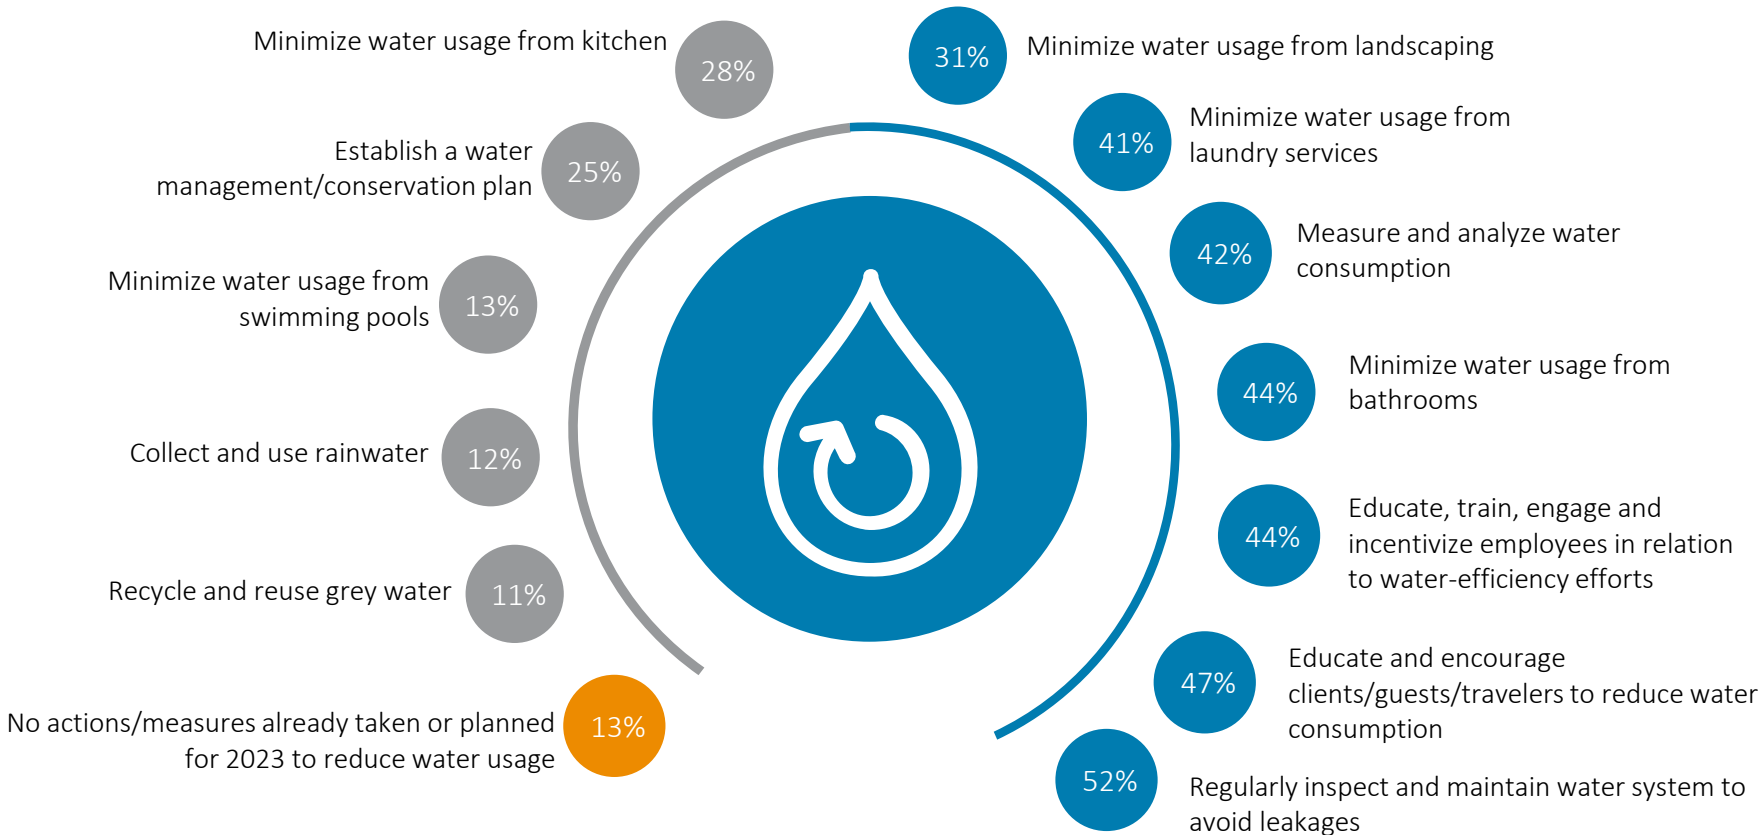 Minimize water usage from kitchen
28%
31%
Minimize water usage from landscaping
Establish a water
management/conservation plan
25%
41%
Minimize water usage from
laundry services
Minimize water usage from
swimming pools
13%
42%
Measure and analyze water
consumption
44%
Minimize water usage from
bathrooms
Collect and use rainwater
12%
44%
Educate, train, engage and
incentivize employees in relation
to water-efficiency efforts
Recycle and reuse grey water
11%
47%
Educate and encourage
clients/guests/travelers to reduce water
consumption
No actions/measures already taken or planned
for 2023 to reduce water usage
13%
52%
Regularly inspect and maintain water system to
avoid leakages